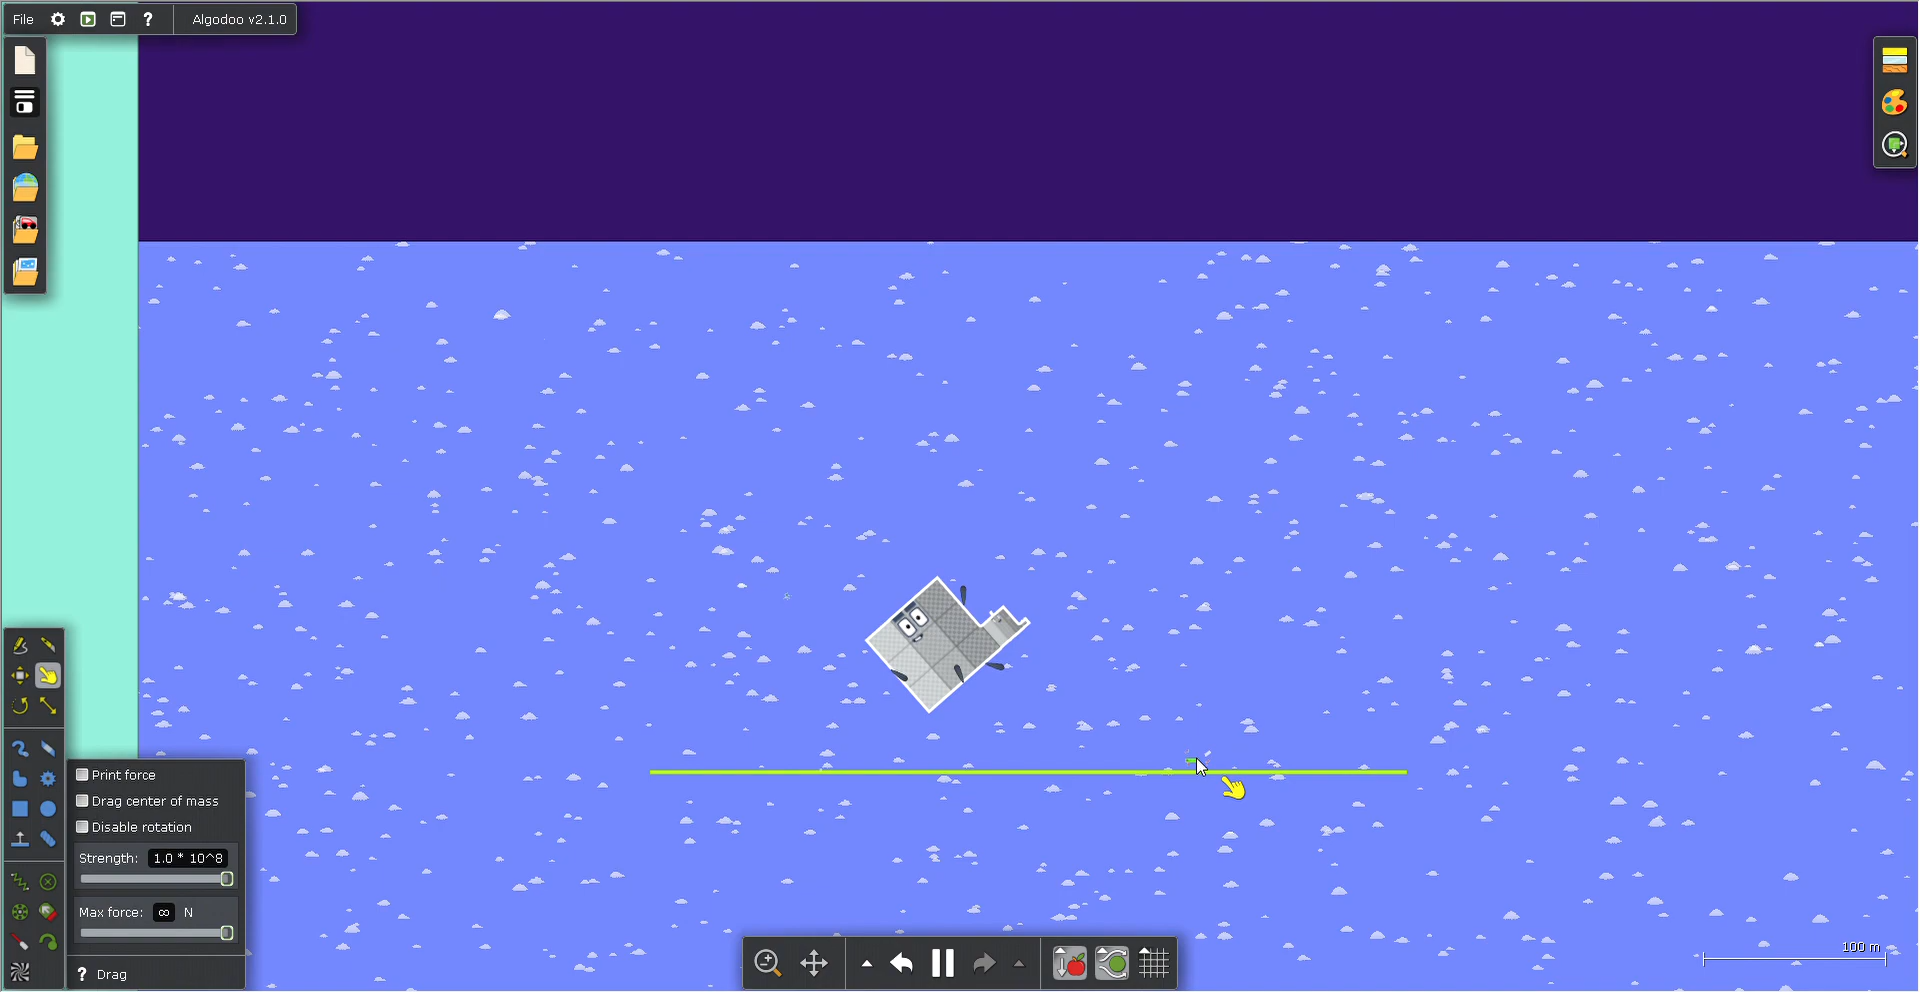 File ? Algodoo v2.1.0
Print force
Drag center of mass
Disable rotation
Strength: 1.0 * 10^8
Max force: ∞ N
? Drag
100 m